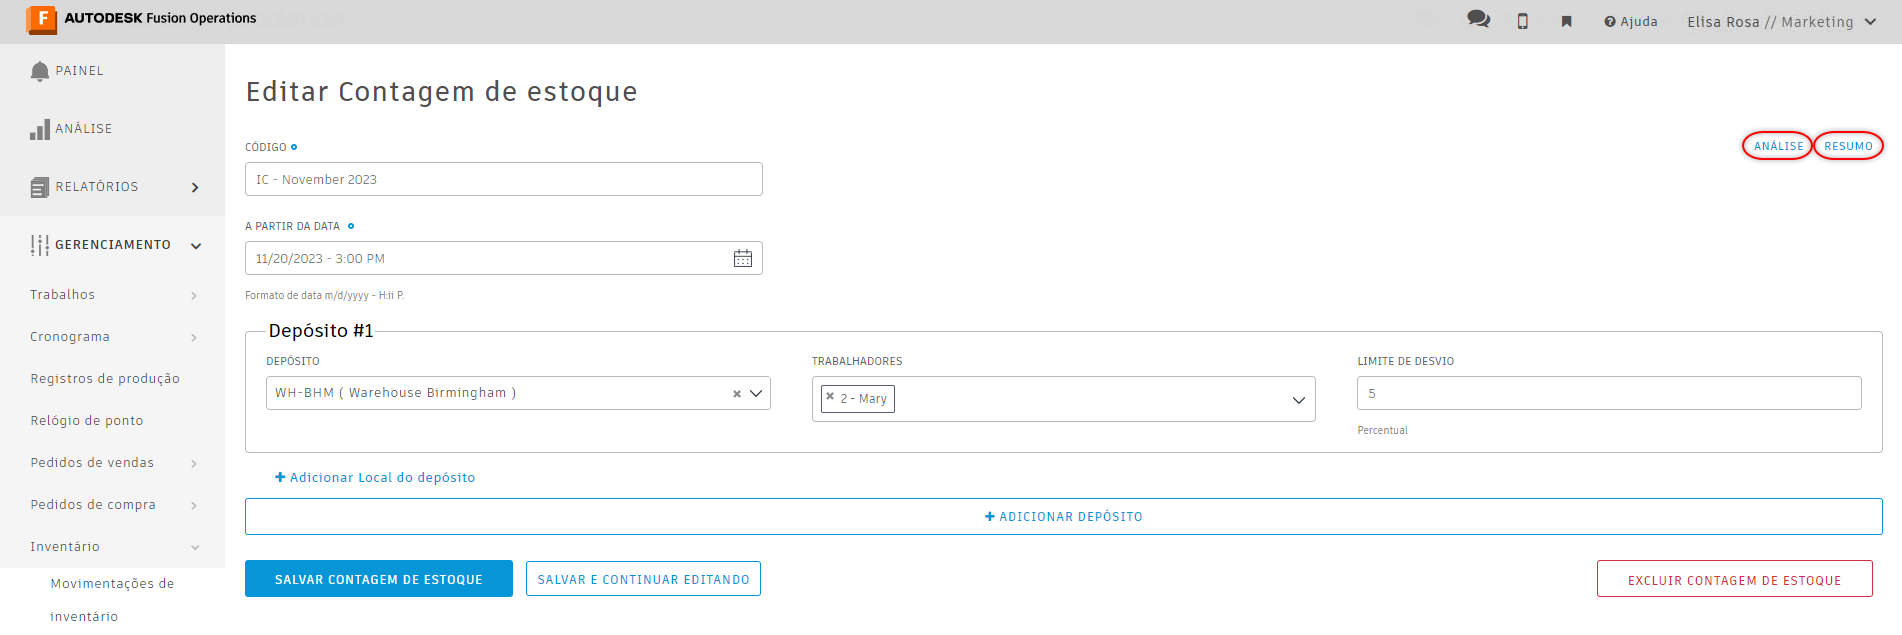 AUTODESK Fusion Operations
Ajuda
Elisa Rosa // Marketing
PAINEL
ANÁLISE
RELATÓRIOS
GERENCIAMENTO
Trabalhos
Cronograma
Registros de produção
Relógio de ponto
Pedidos de vendas
Pedidos de compra
Inventário
Movimentações de
inventário
Editar Contagem de estoque
ANÁLISE
RESUMO
CÓDIGO
IC - November 2023
A PARTIR DA DATA
11/20/2023 - 3:00 PM
Formato de data m/d/yyyy - H:ii P.
Depósito #1
DEPÓSITO
WH-BHM ( Warehouse Birmingham )
TRABALHADORES
2 - Mary
LIMITE DE DESVIO
5
Percentual
+ Adicionar Local do depósito
+ ADICIONAR DEPÓSITO
SALVAR CONTAGEM DE ESTOQUE
SALVAR E CONTINUAR EDITANDO
EXCLUIR CONTAGEM DE ESTOQUE